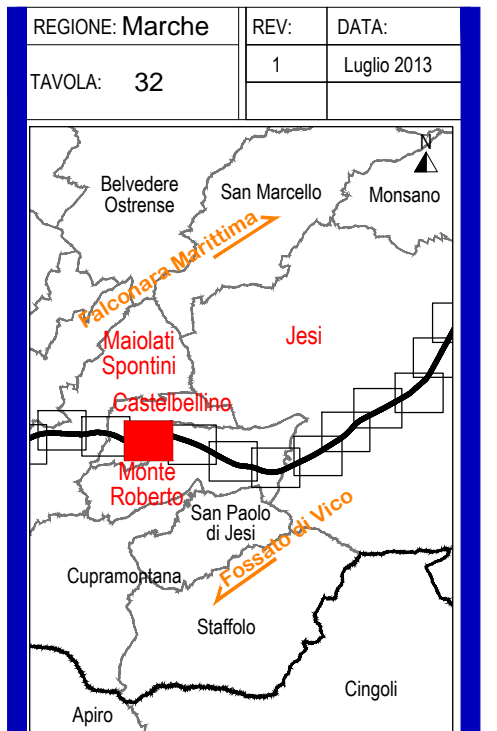 REGIONE: Marche
REV:
DATA:
TAVOLA: 32
1
Luglio 2013
N
Belvedere
Ostrense
San Marcello
Monsano
Falconara Marittima
Maiolati
Spontini
Jesi
Castelbellino
Monte
Roberto
San Paolo
di Jesi
Fossato di Vico
Cupramontana
Staffolo
Cingoli
Apiro